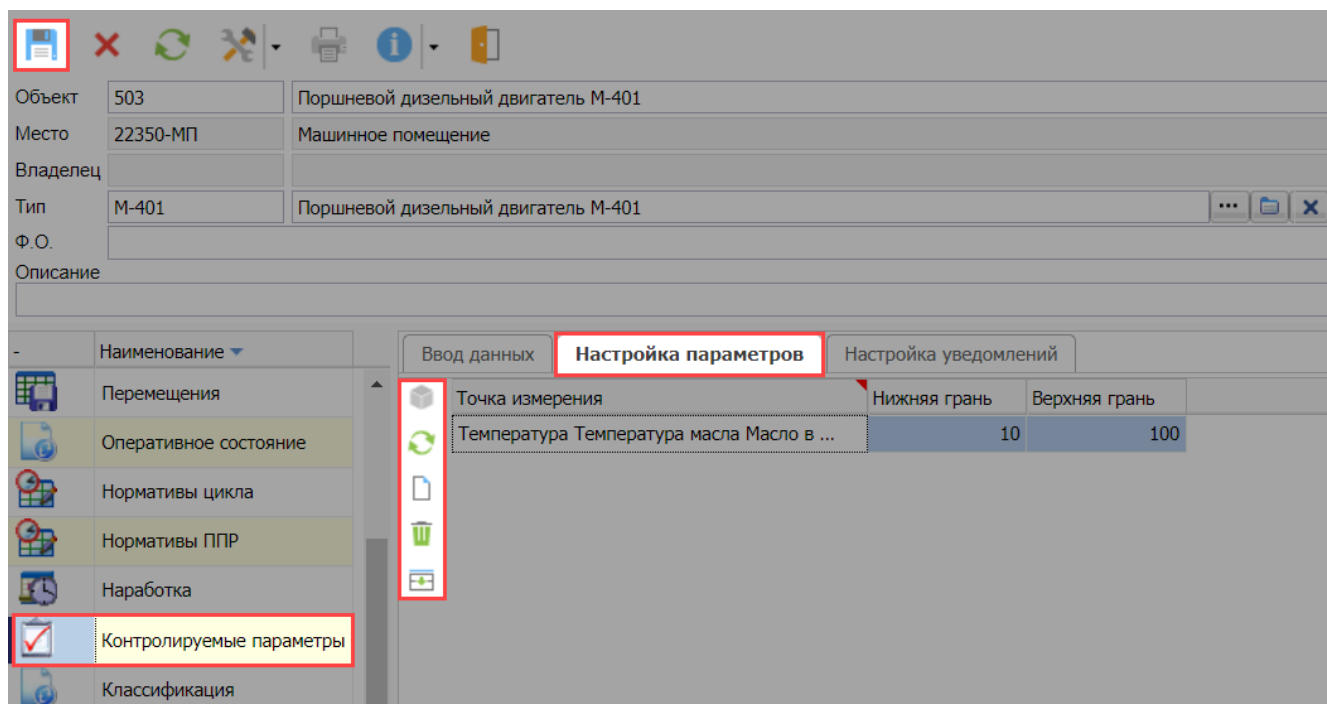 Объект 503 Поршневой дизельный двигатель М-401
Место 22350-МП Машинное помещение
Владелец
Тип М-401 Поршневой дизельный двигатель М-401
Ф.О.
Описание
- Наименование
Ввод данных Настройка параметров Настройка уведомлений
Перемещения
Точка измерения Нижняя грань Верхняя грань
Температура Температура масла Масло в ... 10 100
Оперативное состояние
Нормативы цикла
Нормативы ППР
Наработка
Контролируемые параметры
Классификация